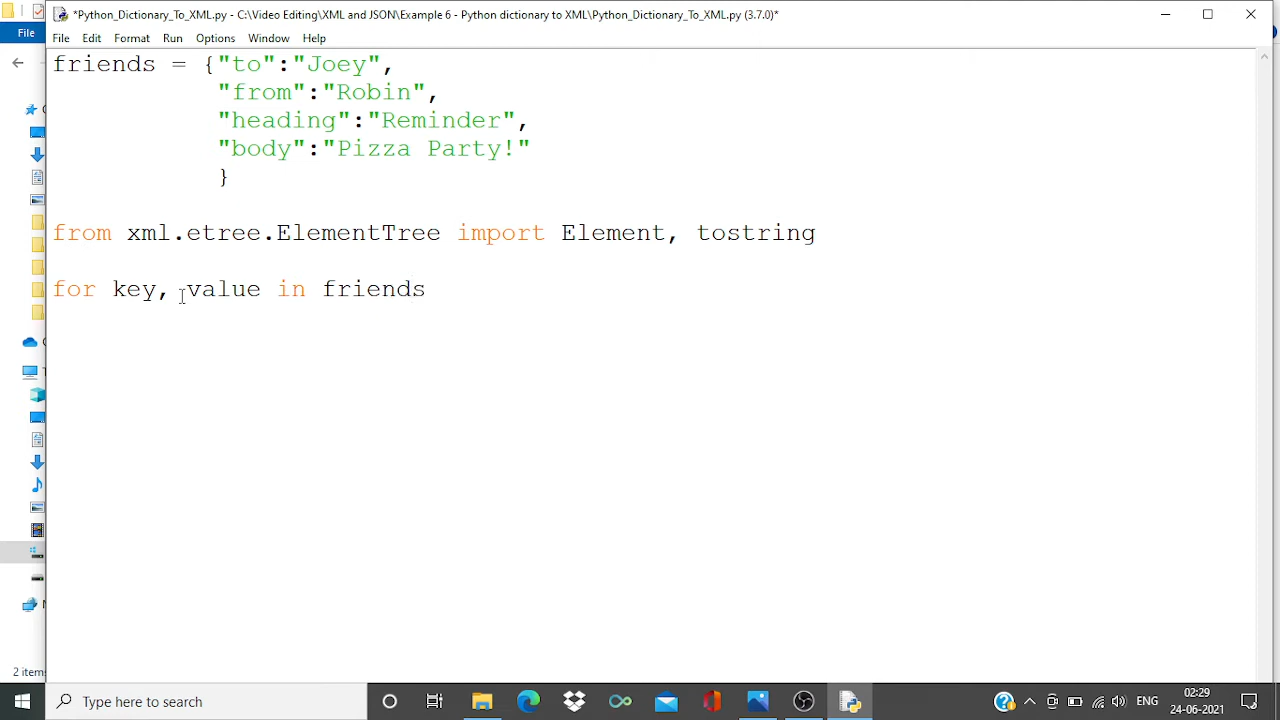 File
*Python_Dictionary_To_XML.py - C:\Video Editing\XML and JSON\Example 6 - Python dictionary to XML\Python_Dictionary_To_XML.py (3.7.0)*
File Edit Format Run Options Window Help
friends = {"to":"Joey",
"from":"Robin",
"heading":"Reminder",
"body":"Pizza Party!"
}
from xml.etree.ElementTree import Element, tostring
for key, value in friends
2 items
Type here to search
ENG
02:29
24-06-2021